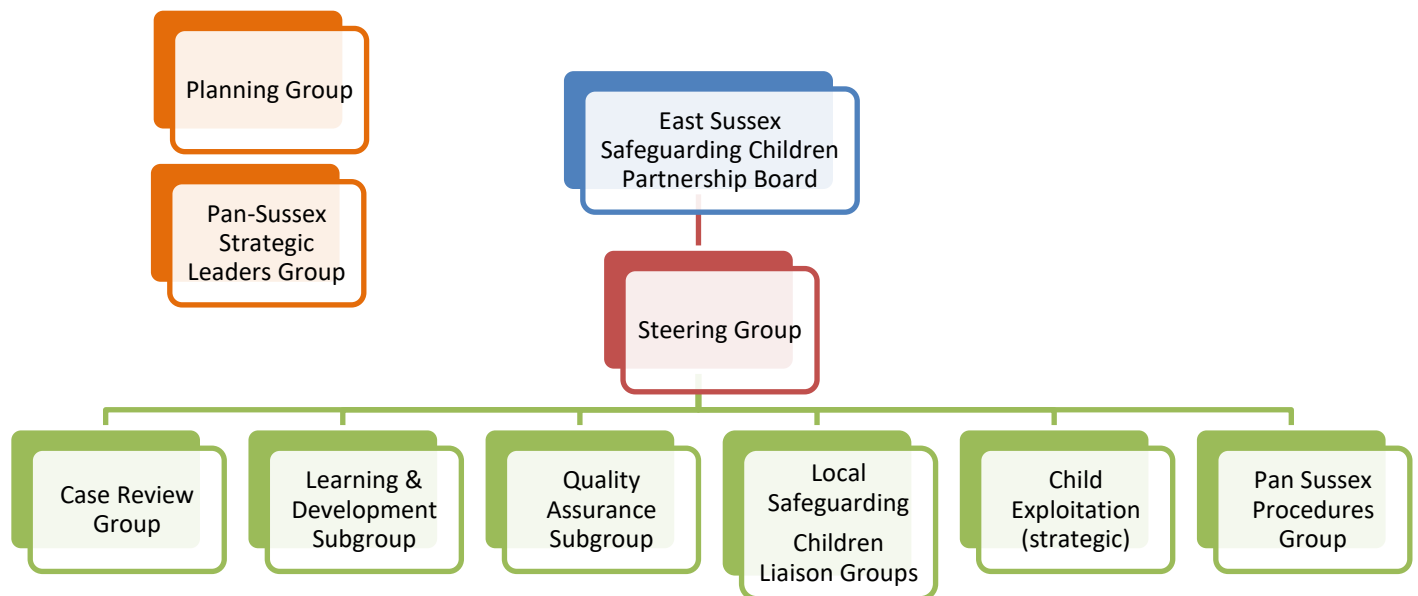 Planning Group
East Sussex
Safeguarding Children
Partnership Board
Pan-Sussex
Strategic
Leaders Group
Steering Group
Case Review
Group
Learning &
Development
Subgroup
Quality
Assurance
Subgroup
Local
Safeguarding
Children
Liaison Groups
Child
Exploitation
(strategic)
Pan Sussex
Procedures
Group